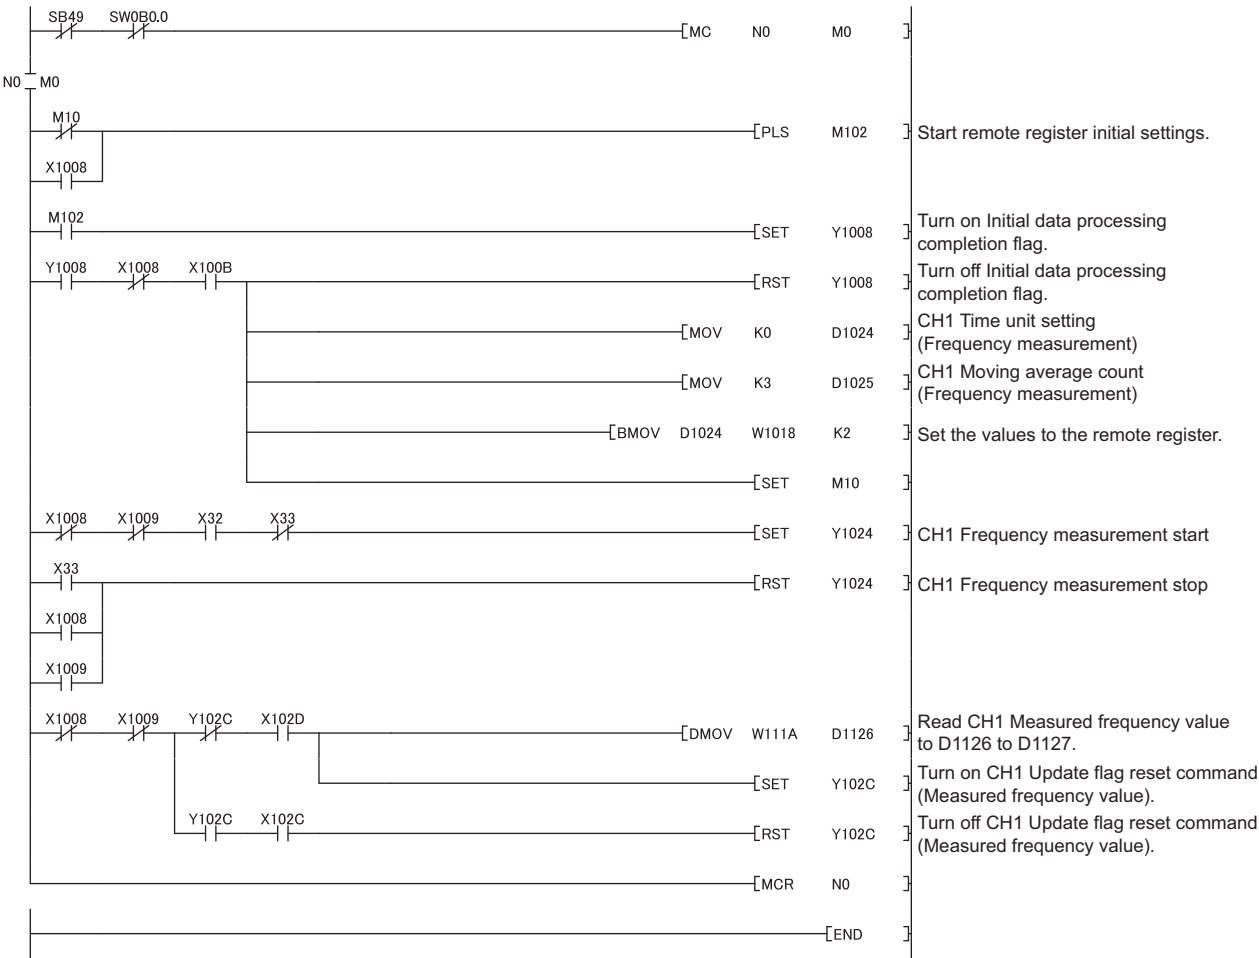 SB49 SW0B0.0
MC N0 M0
N0 M0
M10
PLS M102 Start remote register initial settings.
X1008
M102
SET Y1008 Turn on Initial data processing
completion flag.
Y1008 X1008 X100B
RST Y1008 Turn off Initial data processing
completion flag.
MOV K0 D1024 CH1 Time unit setting
(Frequency measurement)
MOV K3 D1025 CH1 Moving average count
(Frequency measurement)
BMOV D1024 W1018 K2 Set the values to the remote register.
SET M10
X1008 X1009 X32 X33
SET Y1024 CH1 Frequency measurement start
X33
RST Y1024 CH1 Frequency measurement stop
X1008
X1009
X1008 X1009 Y102C X102D
DMOV W111A D1126 Read CH1 Measured frequency value
to D1126 to D1127.
SET Y102C Turn on CH1 Update flag reset command
(Measured frequency value).
Y102C X102C
RST Y102C Turn off CH1 Update flag reset command
(Measured frequency value).
MCR N0
END